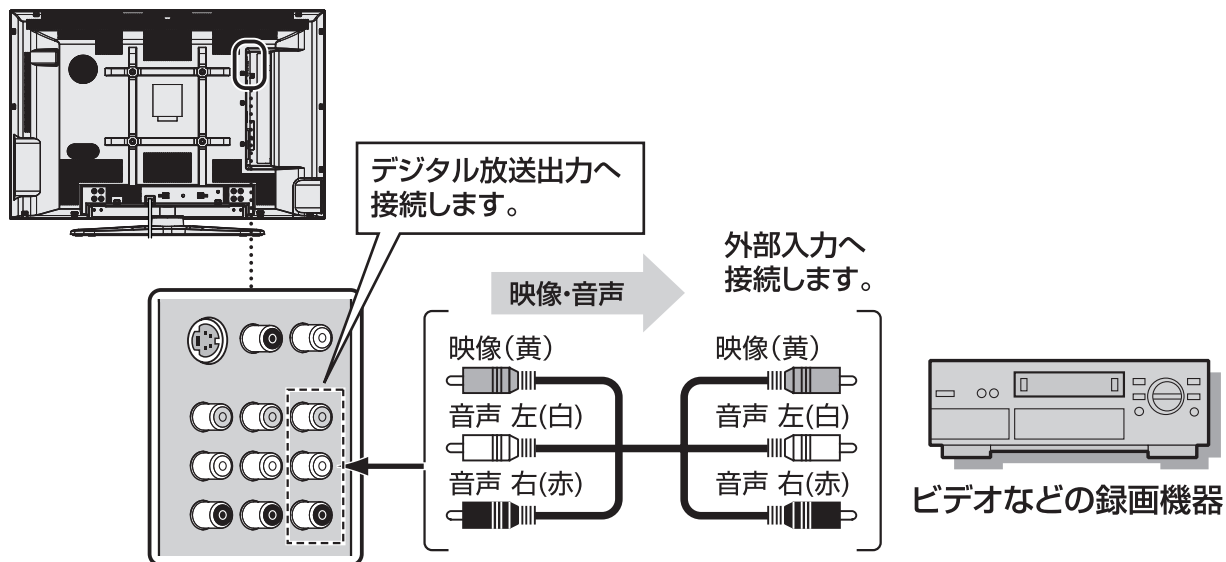 デジタル放送出力へ
接続します。
外部入力へ
接続します。
映像・音声
映像(黄)
映像(黄)
音声 左(白)
音声 左(白)
音声 右(赤)
音声 右(赤)
ビデオなどの録画機器